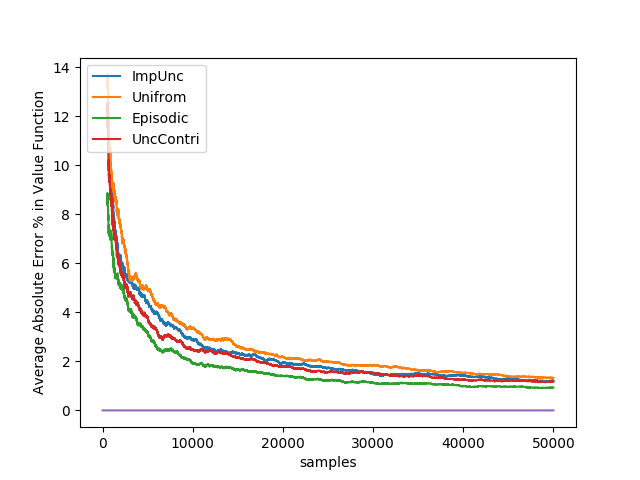 14
12
10
8
6
4
2
0
Average Absolute Error % in Value Function
ImpUnc
Unifrom
Episodic
UncContri
0 10000 20000 30000 40000 50000
samples